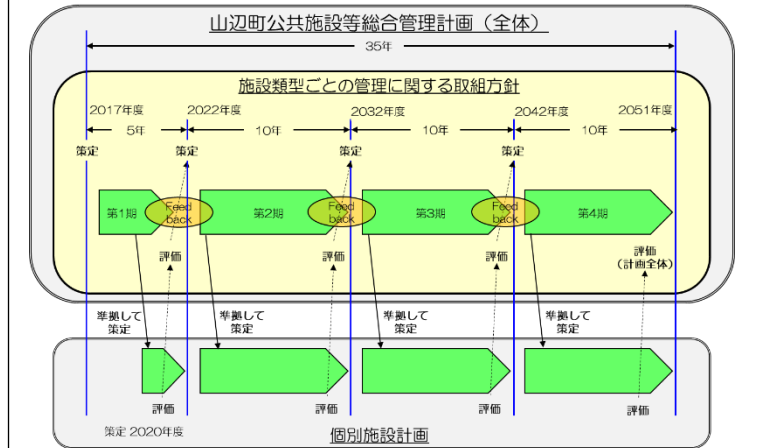 山辺町公共施設等総合管理計画（全体）
35年
施設類型ごとの管理に関する取組方針
2017年度 2022年度 2032年度 2042年度 2051年度
5年 10年 10年 10年
策定 策定 策定 策定
第1期 Feed back 第2期 Feed back 第3期 Feed back 第4期
評価 評価 評価 評価
（計画全体）
準拠して 準拠して 準拠して 準拠して
策定 策定 策定 策定
評価 評価 評価 評価
策定 2020年度
個別施設計画